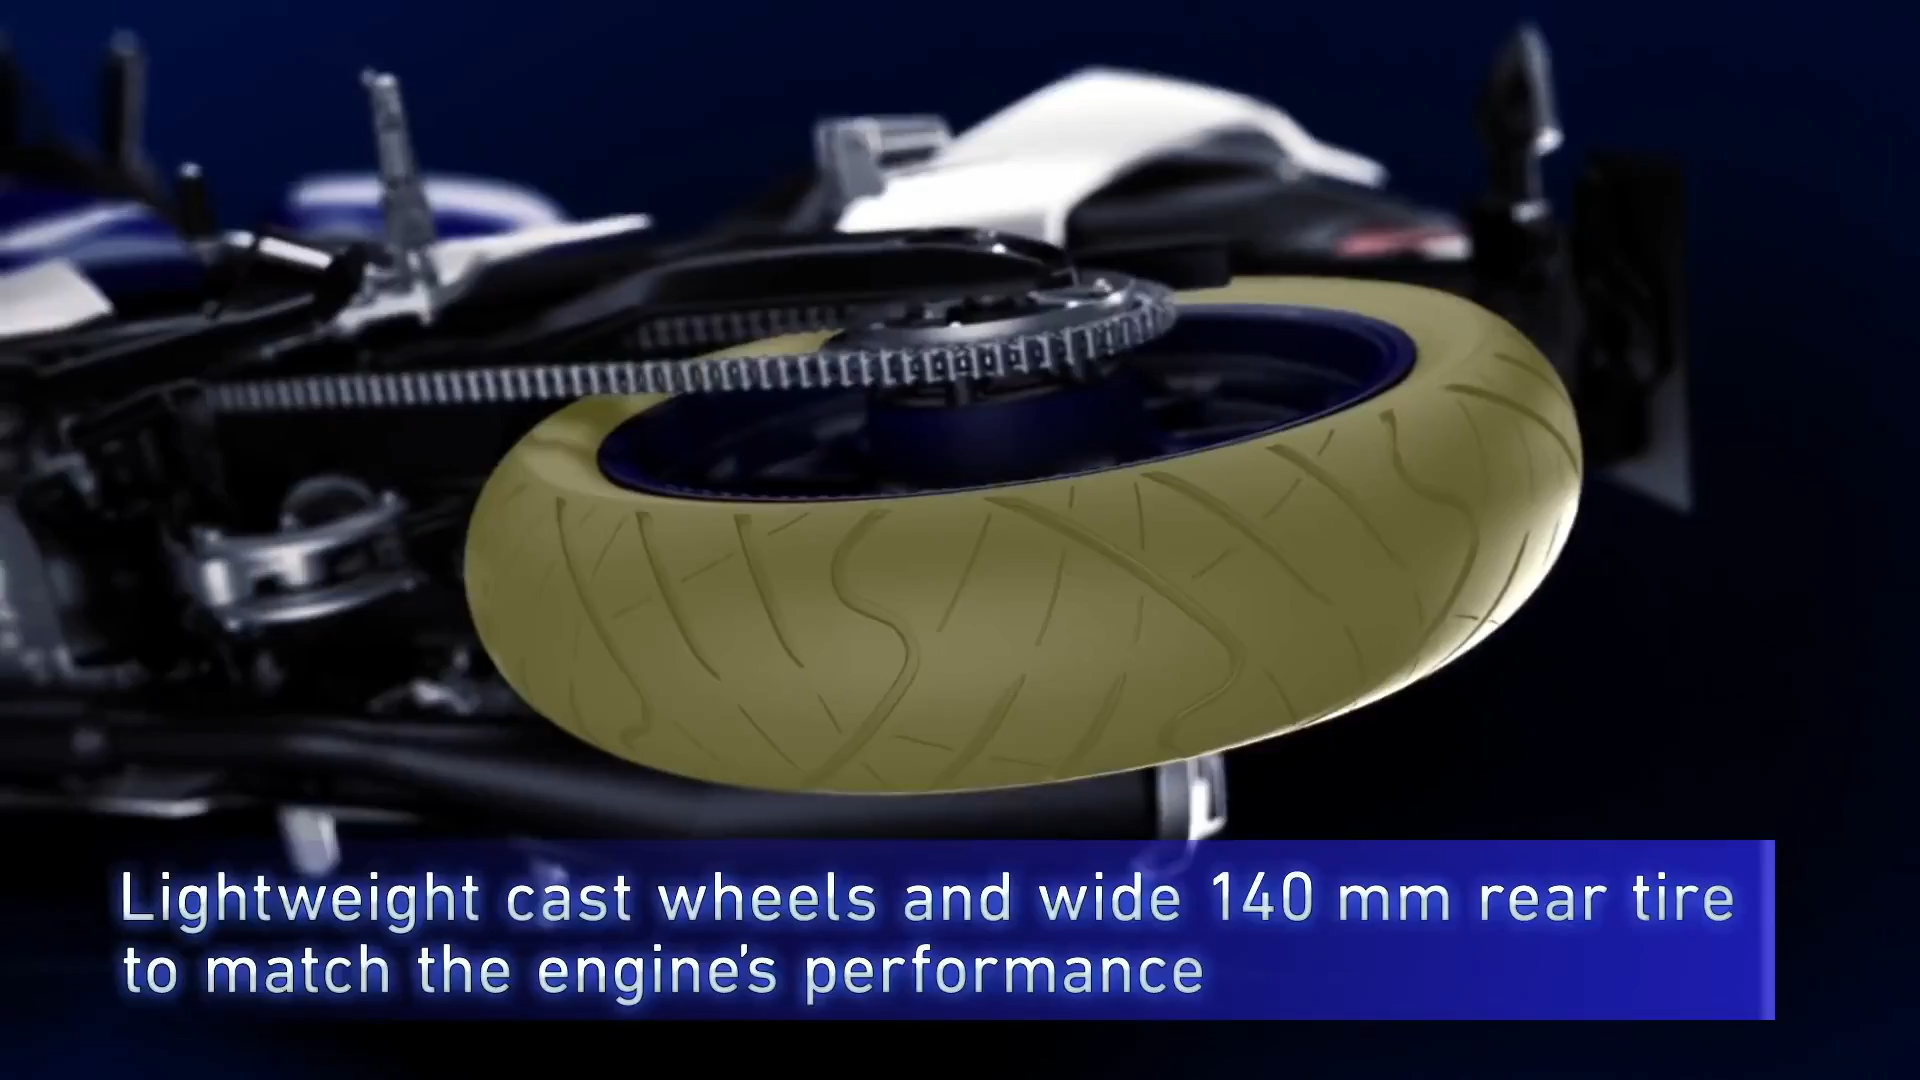 Lightweight cast wheels and wide 140 mm rear tire
to match the engine's performance